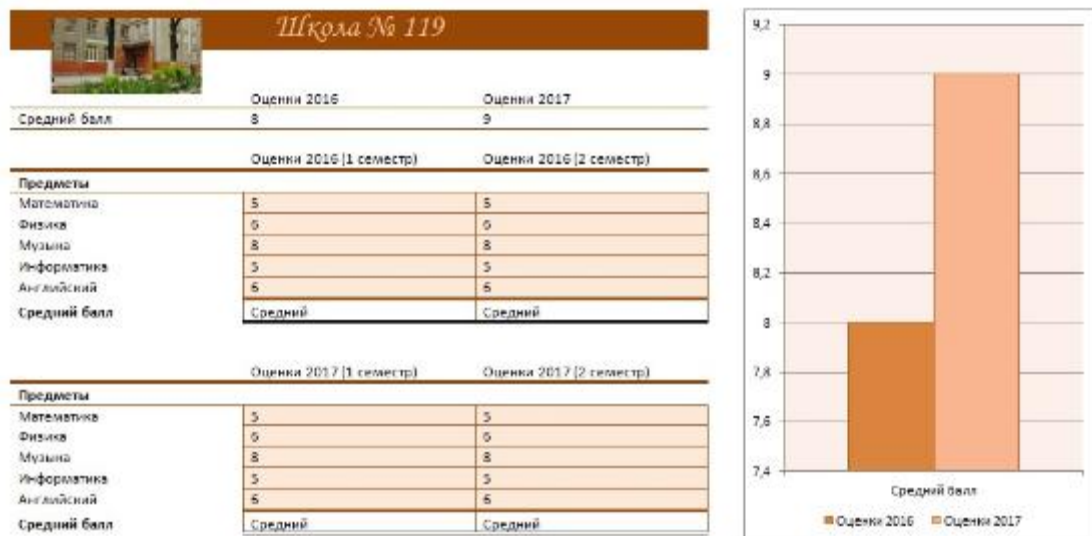 Школа № 119
Оценки 2016 Оценки 2017
Средний балл 8 9
Оценки 2016 (1 семестр) Оценки 2016 (2 семестр)
Предметы
Математика 5 5
Физика 6 6
Музыка 8 8
Информатика 5 5
Английский 6 6
Средний балл Средний Средний
Оценки 2017 (1 семестр) Оценки 2017 (2 семестр)
Предметы
Математика 5 5
Физика 6 6
Музыка 8 8
Информатика 5 5
Английский 6 6
Средний балл Средний Средний
9,2
9
8,8
8,6
8,4
8,2
8
7,8
7,6
7,4
Средний балл
Оценки 2016 Оценки 2017